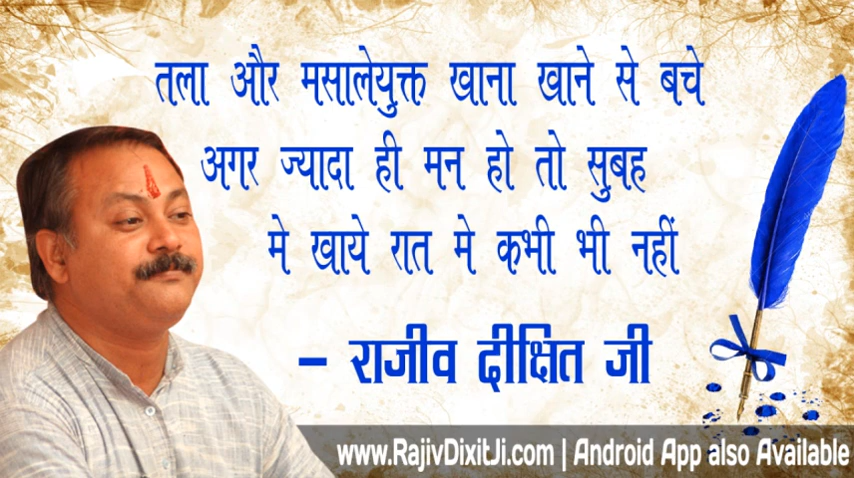 तला और मसालेयुक्त खाना खाने से बचे
अगर ज्यादा ही मन हो तो सुबह
मे खाये रात मे कभी भी नहीं
– राजीव दीक्षित जी
www.RajivDixitJi.com | Android App also Available